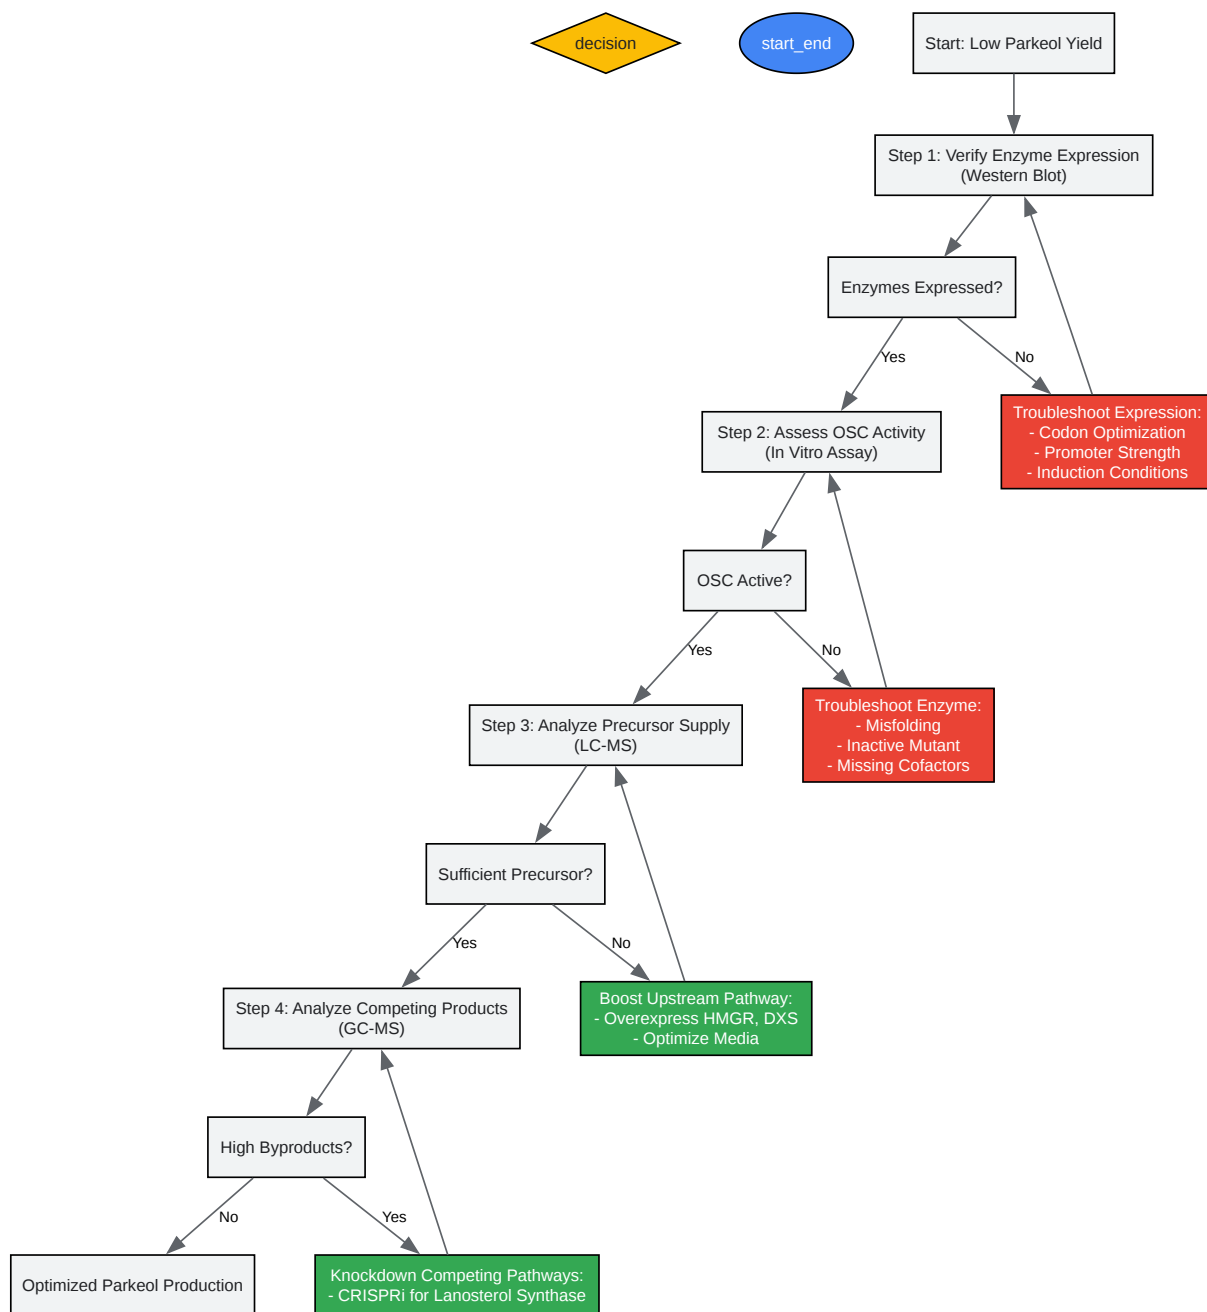 decision
start_end
Start: Low Parkeol Yield
Step 1: Verify Enzyme Expression
(Western Blot)
Enzymes Expressed?
Yes
No
Troubleshoot Expression:
- Codon Optimization
- Promoter Strength
- Induction Conditions
Step 2: Assess OSC Activity
(In Vitro Assay)
OSC Active?
Yes
No
Troubleshoot Enzyme:
- Misfolding
- Inactive Mutant
- Missing Cofactors
Step 3: Analyze Precursor Supply
(LC-MS)
Sufficient Precursor?
Yes
No
Boost Upstream Pathway:
- Overexpress HMGR, DXS
- Optimize Media
Step 4: Analyze Competing Products
(GC-MS)
High Byproducts?
No
Yes
Optimized Parkeol Production
Knockdown Competing Pathways:
- CRISPRi for Lanosterol Synthase